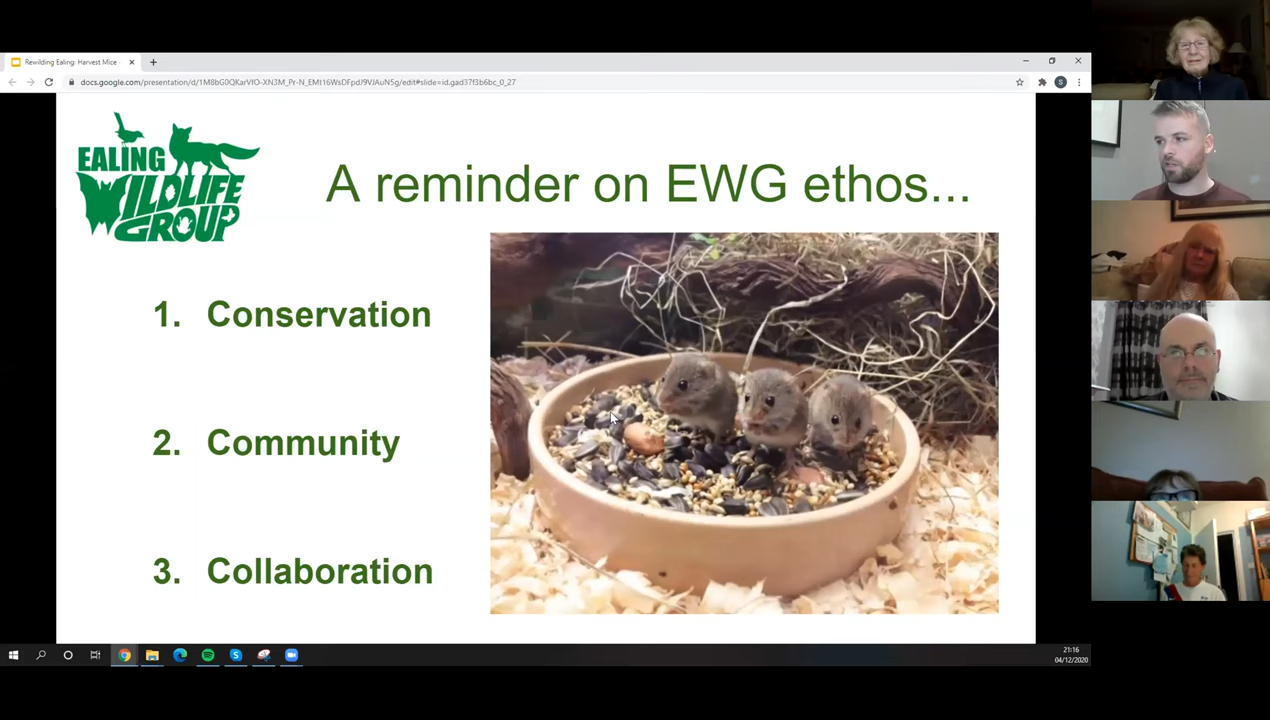 Rewilding Ealing: Harvest Mice
docs.google.com/presentation/d/1M8bG0QKarVfO-XN3M_Pr-N_EMt16WsDFpdJ9VJAuN5g/edit#slide=id.gad37f3b6bc_0_27
S
EALING
WILDLIFE
GROUP
A reminder on EWG ethos...
1. Conservation
2. Community
3. Collaboration
21:16
04/12/2020